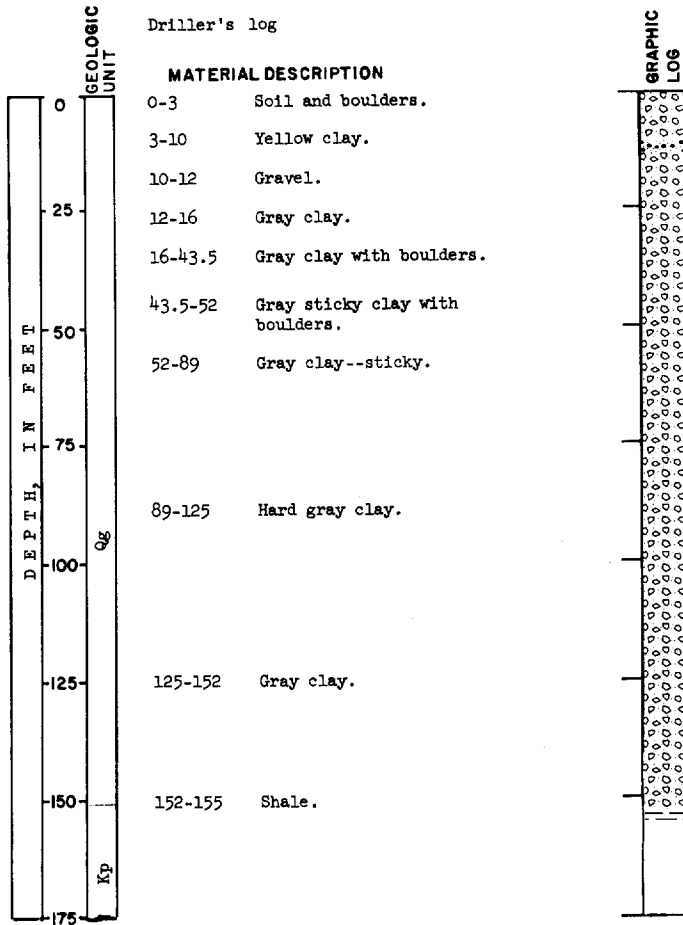 Driller's log
GEOLOGIC
UNIT
MATERIAL DESCRIPTION
GRAPHIC
LOG
DEPTH, IN FEET
0
25
50
75
100
125
150
175
Qg
Kp
0-3 Soil and boulders.
3-10 Yellow clay.
10-12 Gravel.
12-16 Gray clay.
16-43.5 Gray clay with boulders.
43.5-52 Gray sticky clay with
boulders.
52-89 Gray clay--sticky.
89-125 Hard gray clay.
125-152 Gray clay.
152-155 Shale.